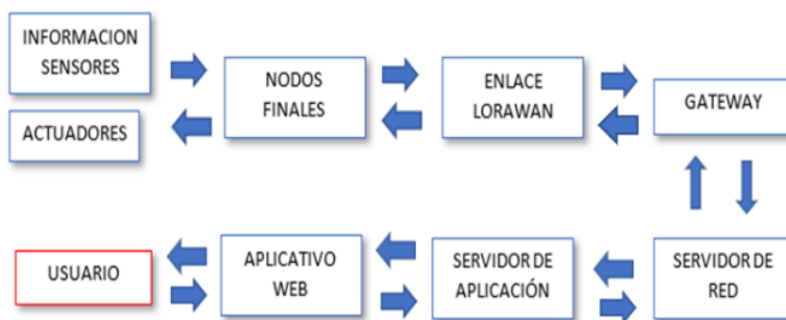 INFORMACION
SENSORES
NODOS
FINALES
ENLACE
LORAWAN
GATEWAY
ACTUADORES
USUARIO
APLICATIVO
WEB
SERVIDOR DE
APLICACIÓN
SERVIDOR DE
RED